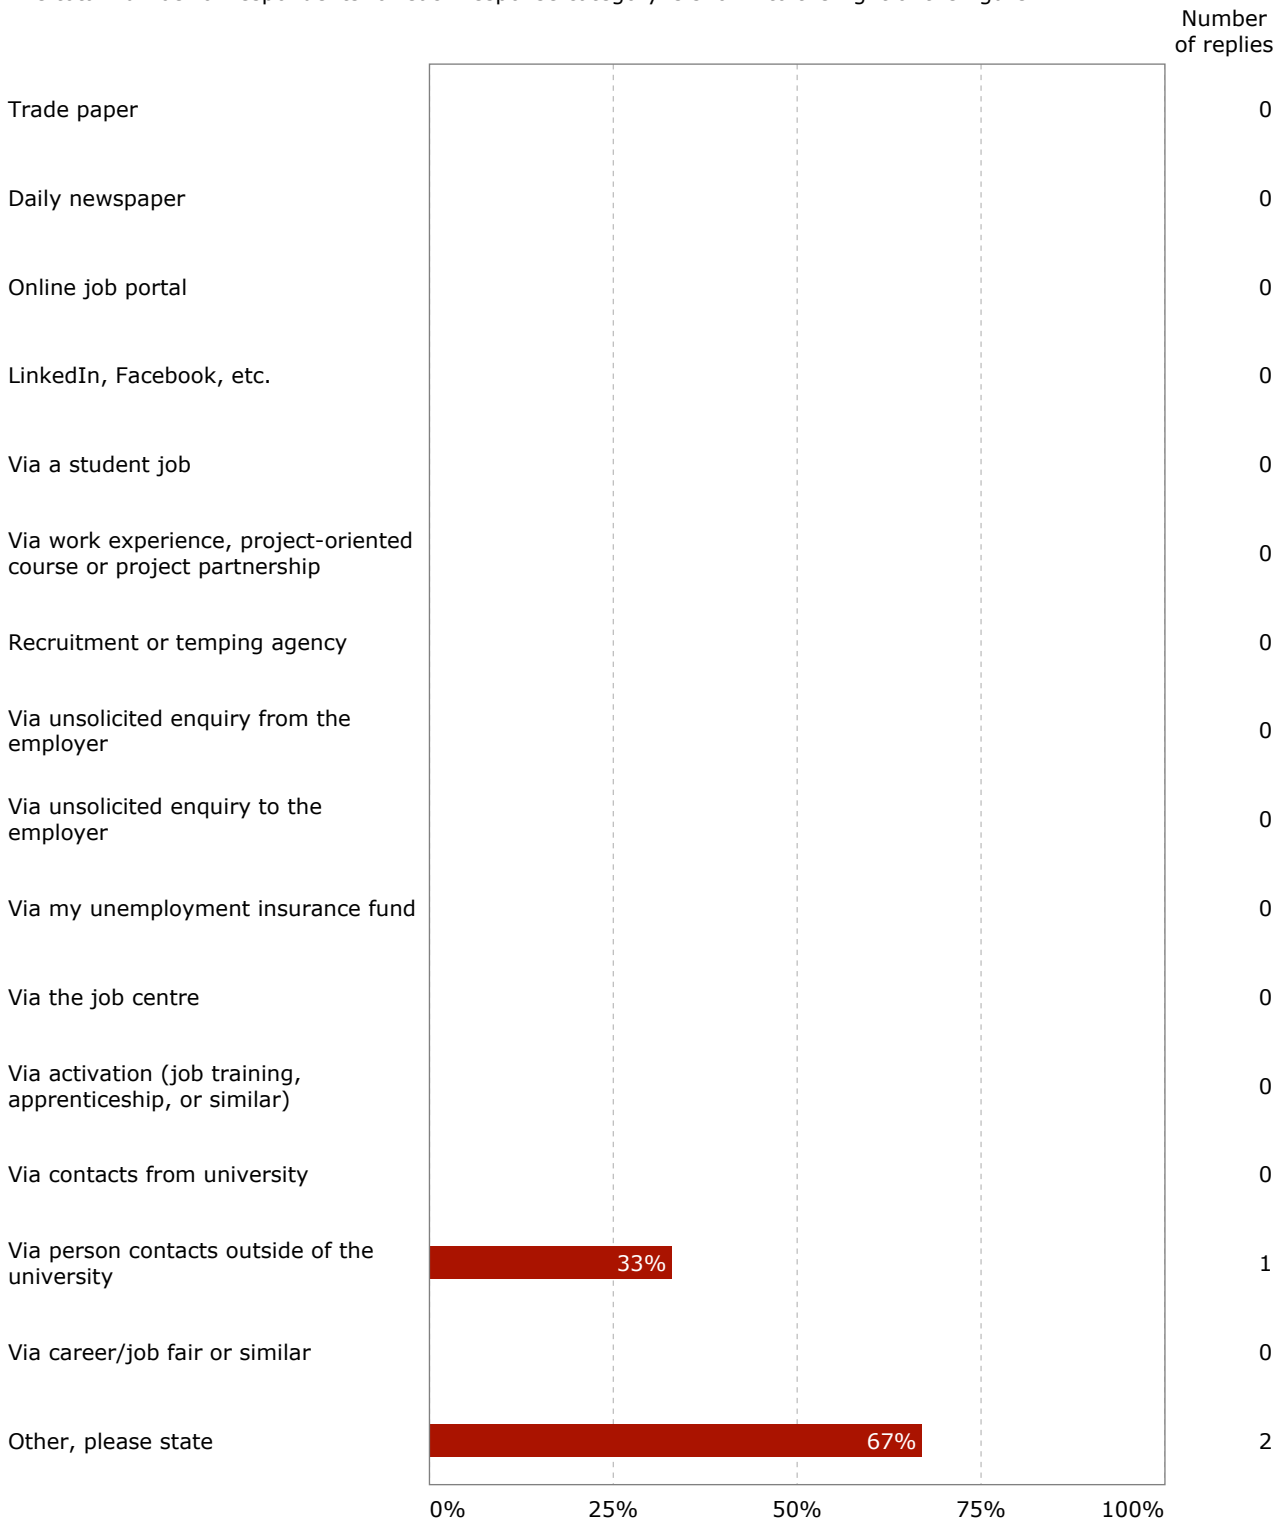 Number
of replies
Trade paper 0
Daily newspaper 0
Online job portal 0
LinkedIn, Facebook, etc. 0
Via a student job 0
Via work experience, project-oriented
course or project partnership 0
Recruitment or temping agency 0
Via unsolicited enquiry from the
employer 0
Via unsolicited enquiry to the
employer 0
Via my unemployment insurance fund 0
Via the job centre 0
Via activation (job training,
apprenticeship, or similar) 0
Via contacts from university 0
Via person contacts outside of the
university 33% 1
Via career/job fair or similar 0
Other, please state 67% 2
0% 25% 50% 75% 100%